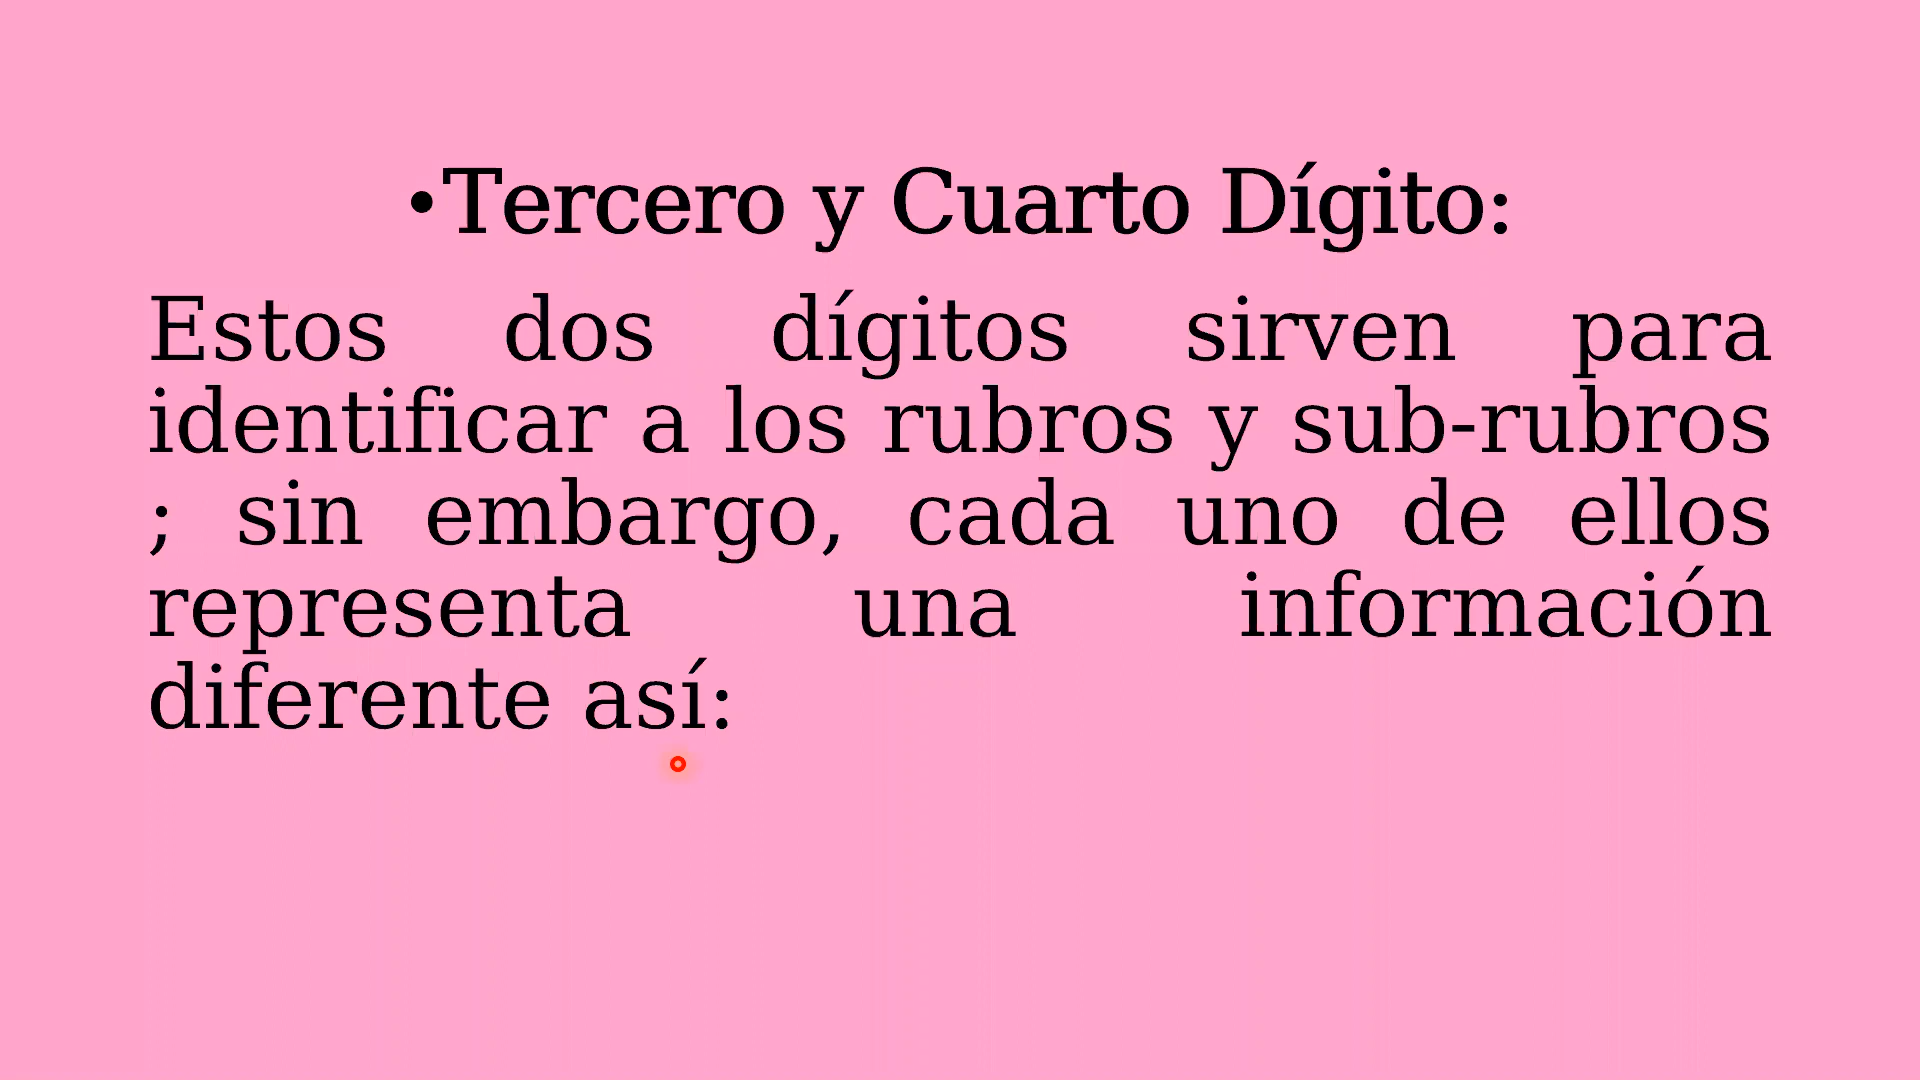 •Tercero y Cuarto Dígito:
Estos dos dígitos sirven para
identificar a los rubros y sub-rubros
; sin embargo, cada uno de ellos
representa una información
diferente así: